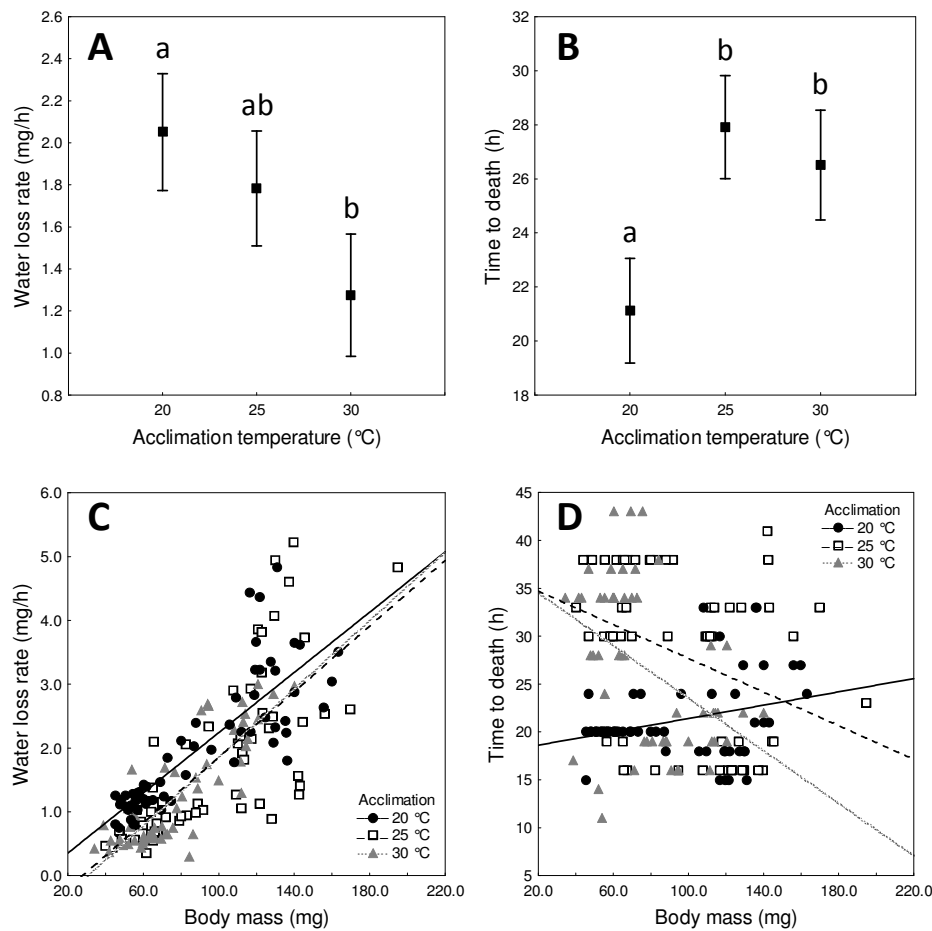 A
a
ab
b
Water loss rate (mg/h)
2.6
2.4
2.2
2.0
1.8
1.6
1.4
1.2
1.0
0.8
20 25 30
Acclimation temperature (°C)
B
a
b
b
Time to death (h)
32
30
28
26
24
22
20
18
20 25 30
Acclimation temperature (°C)
C
Water loss rate (mg/h)
6.0
5.0
4.0
3.0
2.0
1.0
0.0
Acclimation
20 °C
25 °C
30 °C
20.0 60.0 100.0 140.0 180.0 220.0
Body mass (mg)
D
Time to death (h)
45
40
35
30
25
20
15
10
5
Acclimation
20 °C
25 °C
30 °C
20.0 60.0 100.0 140.0 180.0 220.0
Body mass (mg)